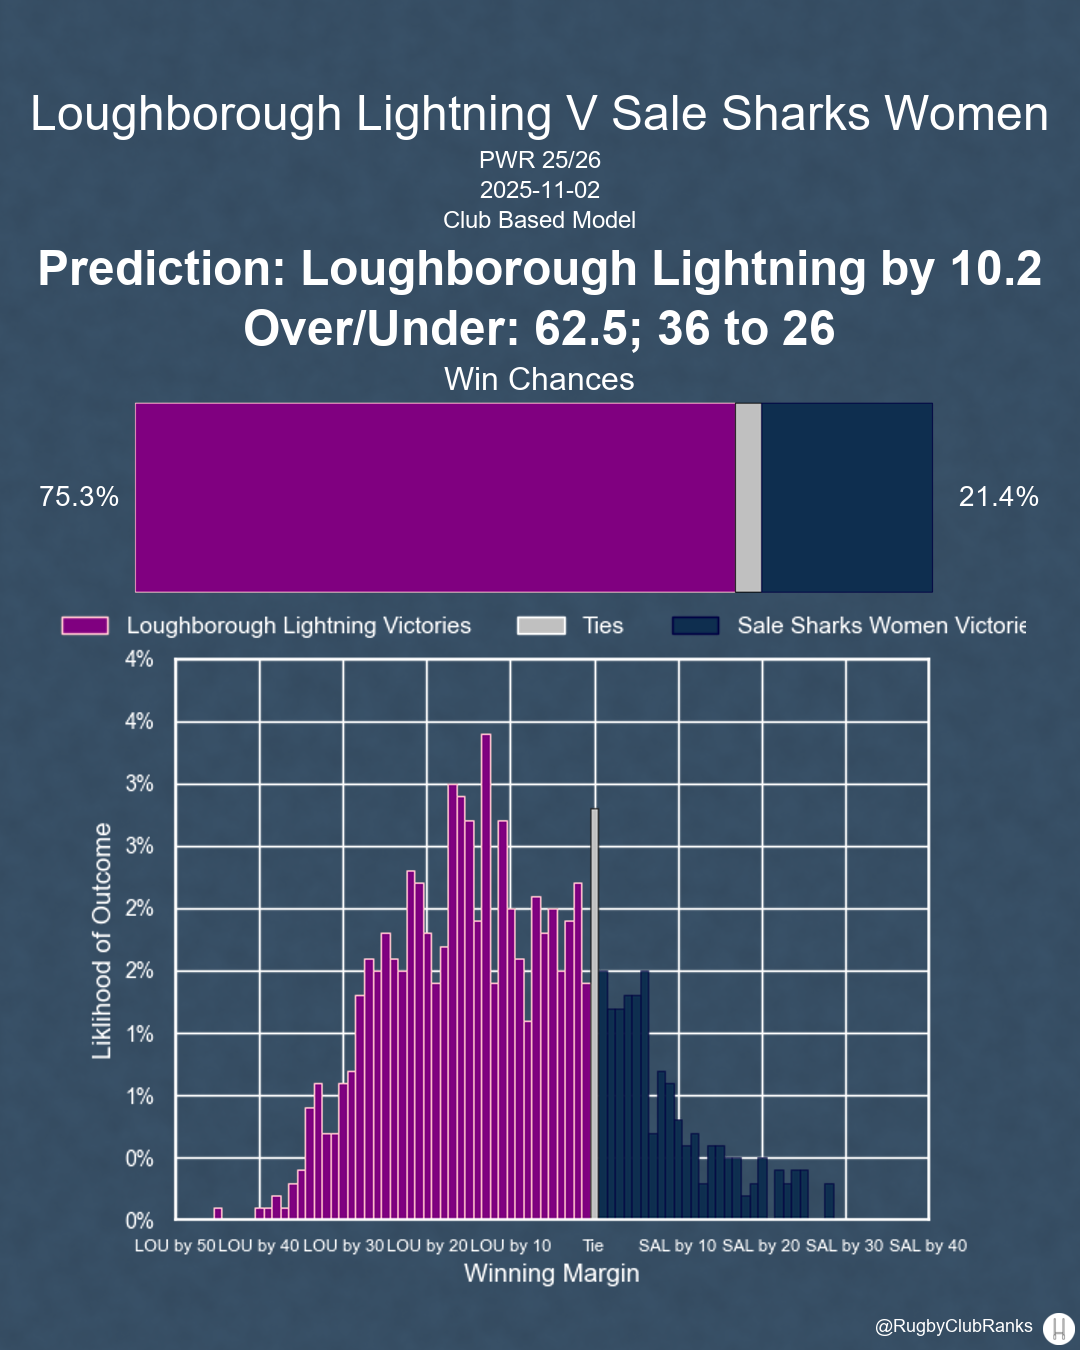 Loughborough Lightning V Sale Sharks Women
PWR 25/26
2025-11-02
Club Based Model
Prediction: Loughborough Lightning by 10.2
Over/Under: 62.5; 36 to 26
Win Chances
75.3%
21.4%
Loughborough Lightning Victories
Ties
Sale Sharks Women Victorie
4%
4%
3%
3%
2%
2%
1%
1%
0%
0%
Liklihood of Outcome
LOU by 50 LOU by 40 LOU by 30 LOU by 20 LOU by 10 Tie SAL by 10 SAL by 20 SAL by 30 SAL by 40
Winning Margin
@RugbyClubRanks